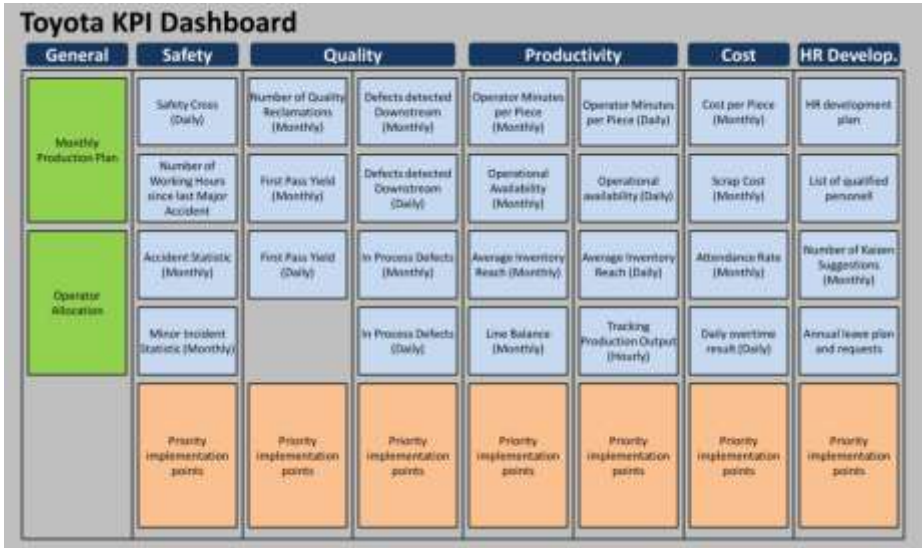 Toyota KPI Dashboard
General
Safety
Quality
Productivity
Cost
HR Develop.
Monthly
Production Plan
Operator
Allocation
Safety Cross
(Daily)
Number of
Working Hours
since last Major
Accident
Accident Statistic
(Monthly)
Minor Incident
Statistic (Monthly)
Priority
implementation
points
Number of Quality
Reclamations
(Monthly)
First Pass Yield
(Monthly)
First Pass Yield
(Daily)
Priority
implementation
points
Defects detected
Downstream
(Monthly)
Defects detected
Downstream
(Daily)
In Process Defects
(Monthly)
In Process Defects
(Daily)
Priority
implementation
points
Operator Minutes
per Piece
(Monthly)
Operational
Availability
(Monthly)
Average Inventory
Reach (Monthly)
Line Balance
(Monthly)
Priority
implementation
points
Operator Minutes
per Piece (Daily)
Operational
availability (Daily)
Average Inventory
Reach (Daily)
Tracking
Production Output
(Hourly)
Priority
implementation
points
Cost per Piece
(Monthly)
Scrap Cost
(Monthly)
Attendance Rate
(Monthly)
Daily overtime
result (Daily)
Priority
implementation
points
HR development
plan
List of qualified
personell
Number of Kaizen
Suggestions
(Monthly)
Annual leave plan
and requests
Priority
implementation
points